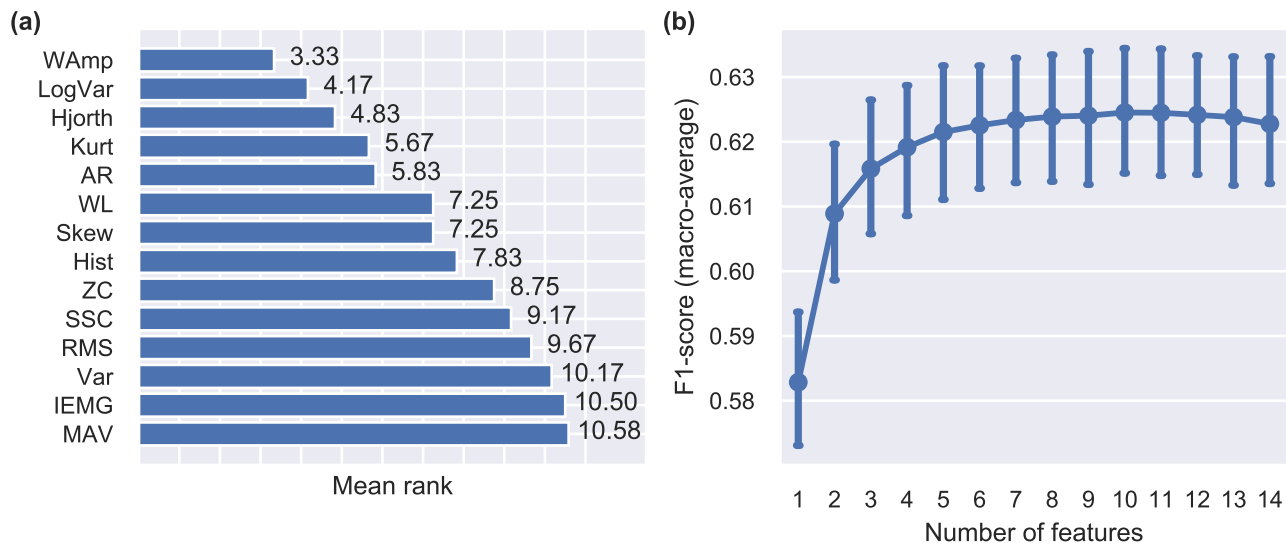 (a)
WAmp 3.33
LogVar 4.17
Hjorth 4.83
Kurt 5.67
AR 5.83
WL 7.25
Skew 7.25
Hist 7.83
ZC 8.75
SSC 9.17
RMS 9.67
Var 10.17
IEMG 10.50
MAV 10.58
Mean rank
(b)
F1-score (macro-average)
0.63
0.62
0.61
0.60
0.59
0.58
1 2 3 4 5 6 7 8 9 10 11 12 13 14
Number of features